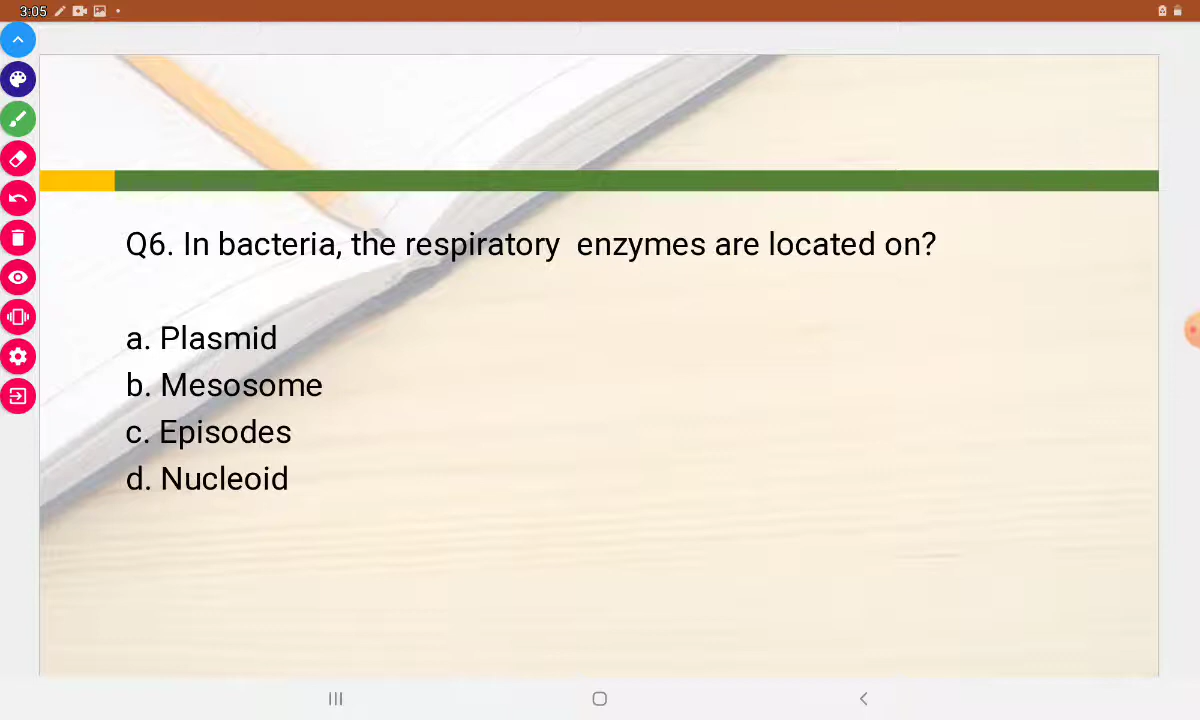 3:05
Q6. In bacteria, the respiratory enzymes are located on?
a. Plasmid
b. Mesosome
c. Episodes
d. Nucleoid